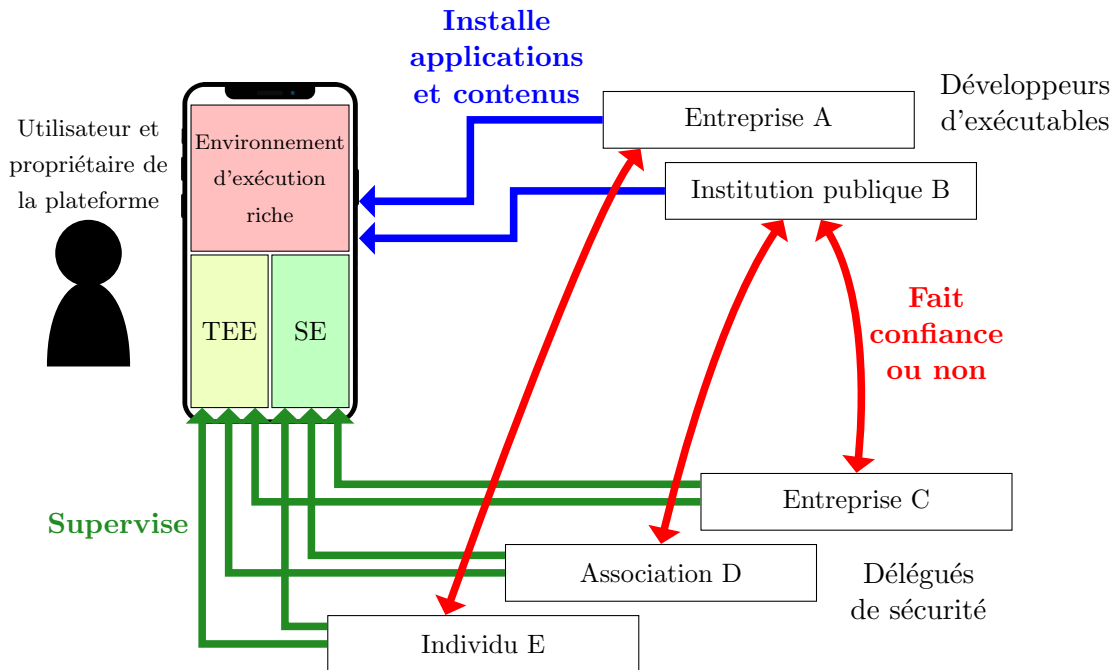 Installe
applications
et contenus
Développeurs
d'exécutables
Entreprise A
Institution publique B
Utilisateur et
propriétaire de
la plateforme
Environnement
d'exécution
riche
TEE
SE
Fait
confiance
ou non
Supervise
Entreprise C
Association D
Individu E
Délégués
de sécurité